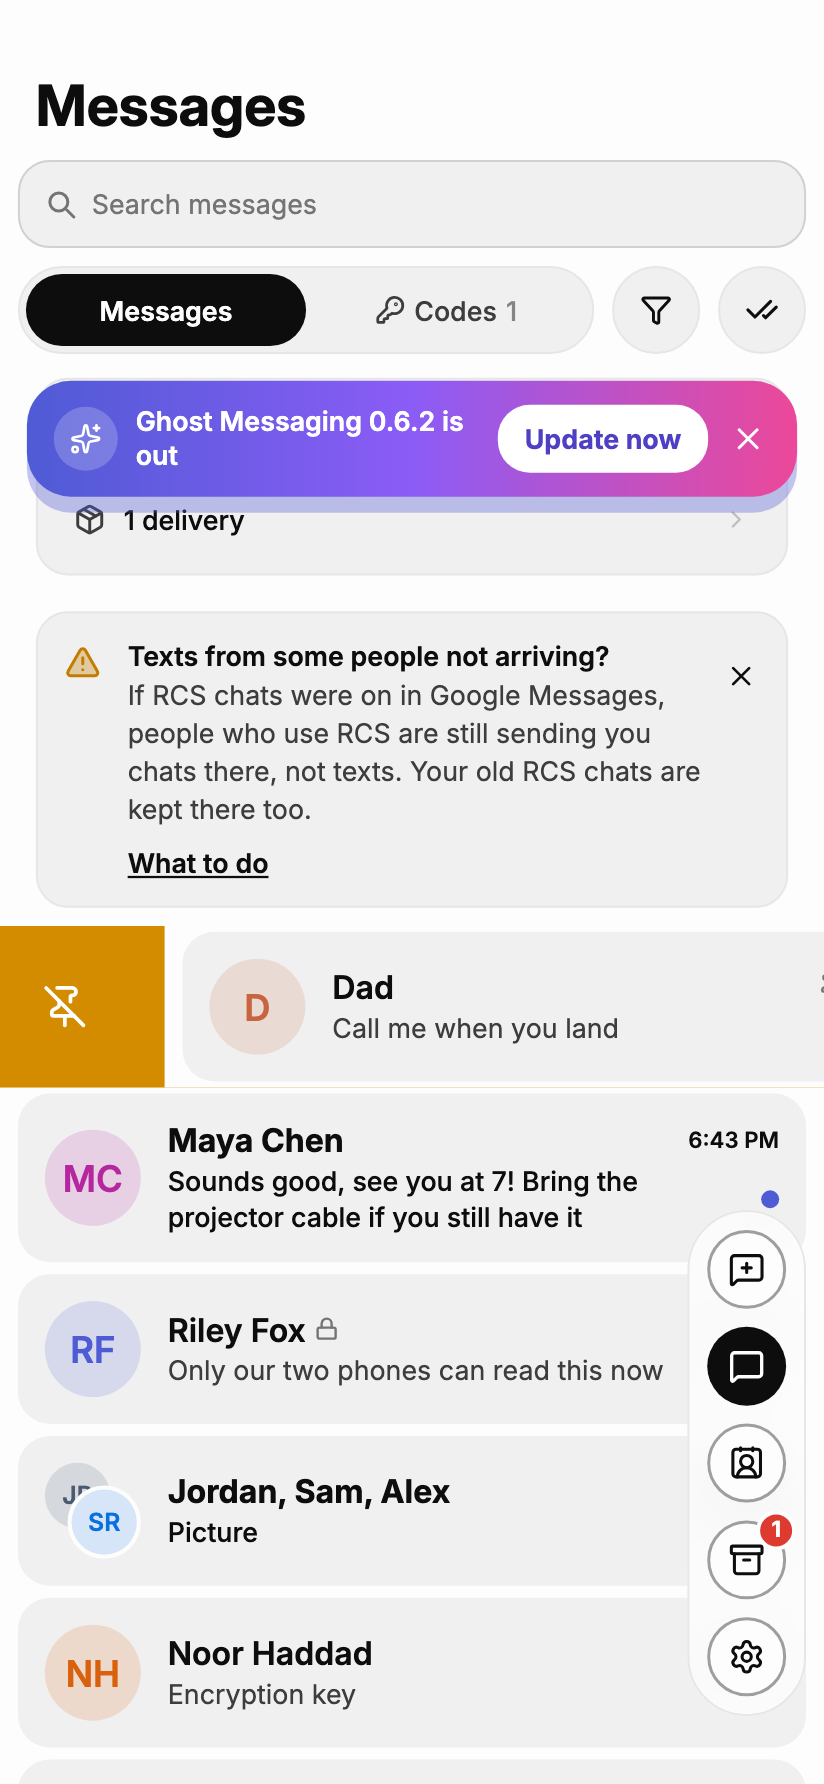 Messages
Search messages
Messages
Codes 1
Ghost Messaging 0.6.2 is
out
Update now
1 delivery
Texts from some people not arriving?
If RCS chats were on in Google Messages,
people who use RCS are still sending you
chats there, not texts. Your old RCS chats are
kept there too.
What to do
D
Dad
Call me when you land
MC
Maya Chen
6:43 PM
Sounds good, see you at 7! Bring the
projector cable if you still have it
RF
Riley Fox
Only our two phones can read this now
SR
Jordan, Sam, Alex
Picture
1
NH
Noor Haddad
Encryption key